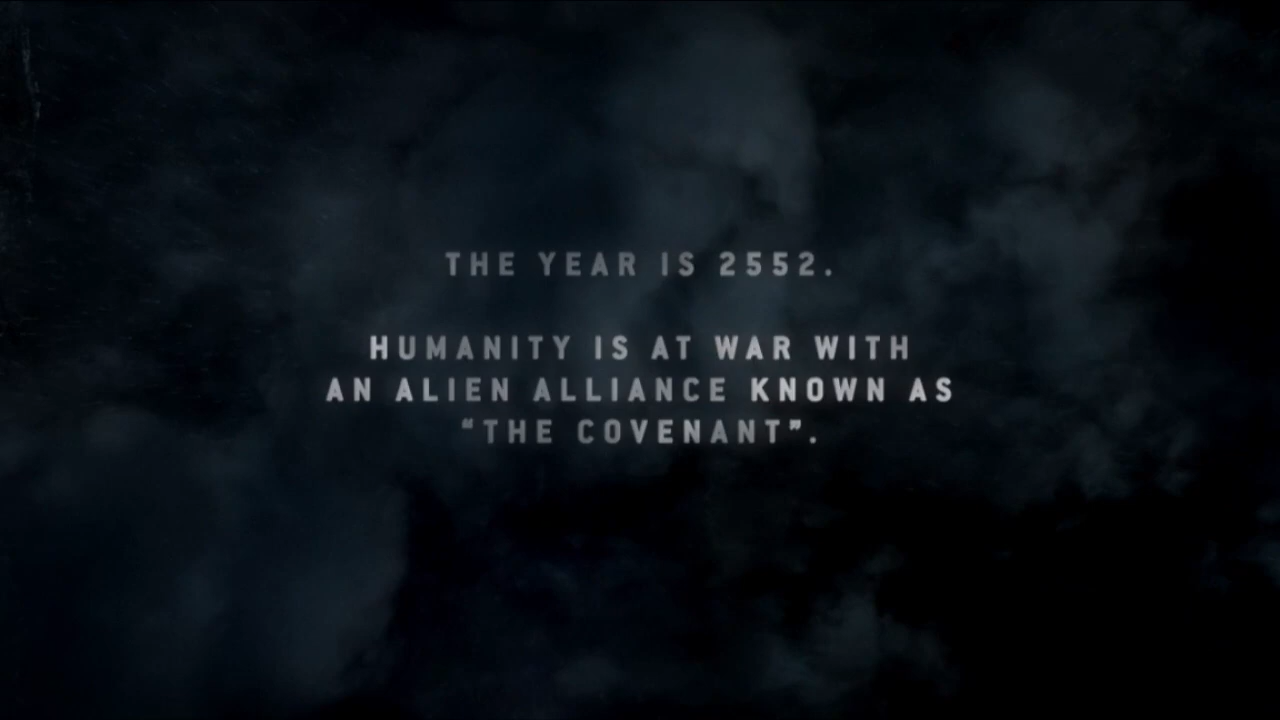 THE YEAR IS 2552.
HUMANITY IS AT WAR WITH
AN ALIEN ALLIANCE KNOWN AS
“THE COVENANT”.